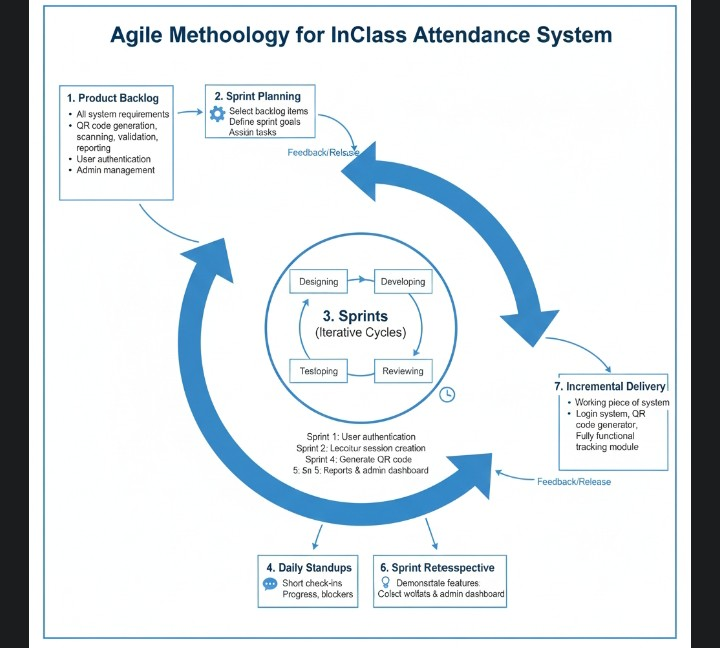 Agile Methoology for InClass Attendance System
1. Product Backlog
• All system requirements
• QR code generation,
scanning, validation,
reporting
• User authentication
• Admin management
2. Sprint Planning
Select backlog items
Define sprint goals
Assign tasks
Feedback/Relsse
Designing
Developing
3. Sprints
(Iterative Cycles)
Tesloping
Reviewing
Sprint 1: User authentication
Sprint 2: Lecoitur session creation
Sprint 4: Generate QR code
5: Sn 5: Reports & admin dashboard
7. Incremental Delivery
• Working piece of system
• Login system, QR
code generator,
Fully functional
tracking module
Feedback/Release
4. Daily Standups
Short check-ins
Progress, blockers
6. Sprint Retesspective
Demonsrtale features:
Colsct wolfats & admin dashboard